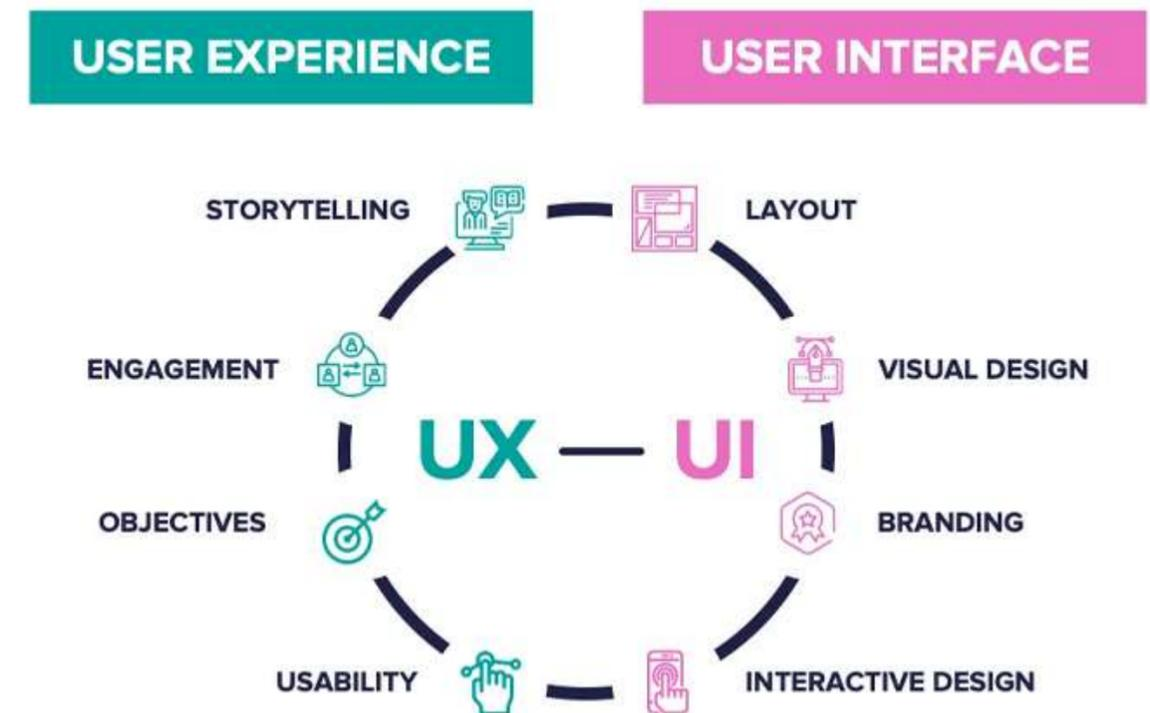 USER EXPERIENCE
USER INTERFACE
STORYTELLING
LAYOUT
ENGAGEMENT
VISUAL DESIGN
UX — UI
OBJECTIVES
BRANDING
USABILITY
INTERACTIVE DESIGN